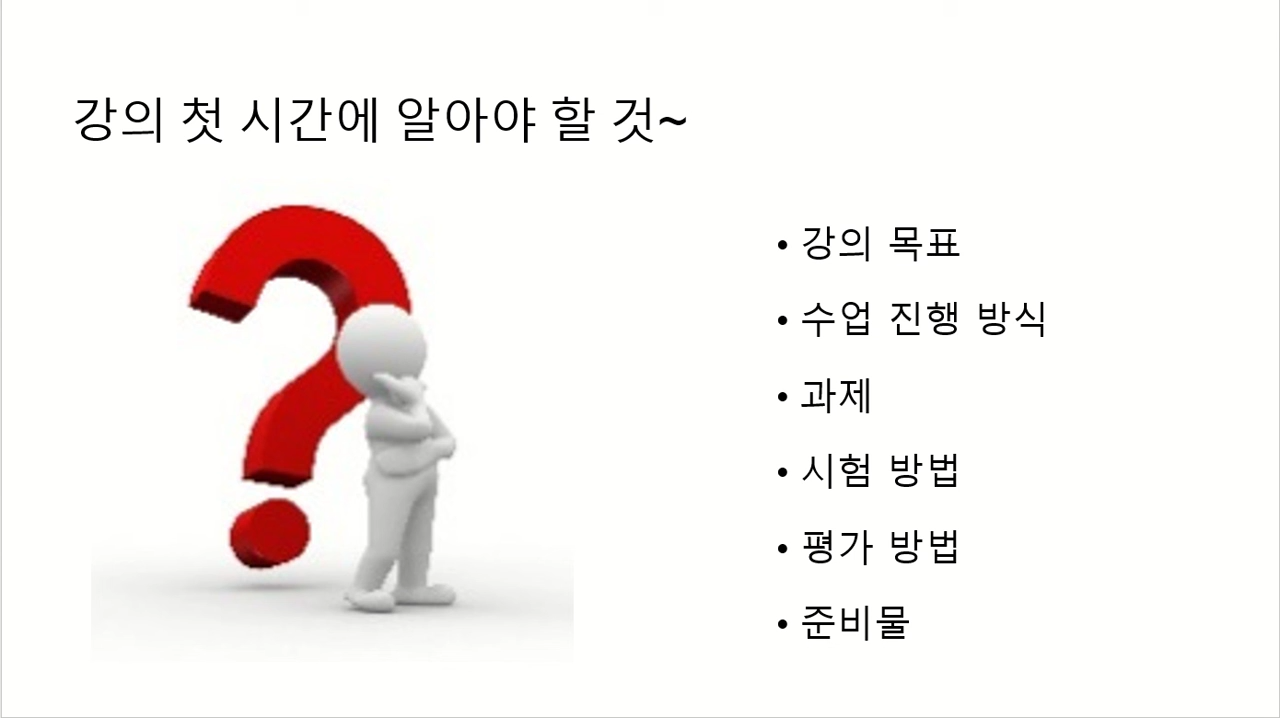 강의 첫 시간에 알아야 할 것~
• 강의 목표
• 수업 진행 방식
• 과제
• 시험 방법
• 평가 방법
• 준비물